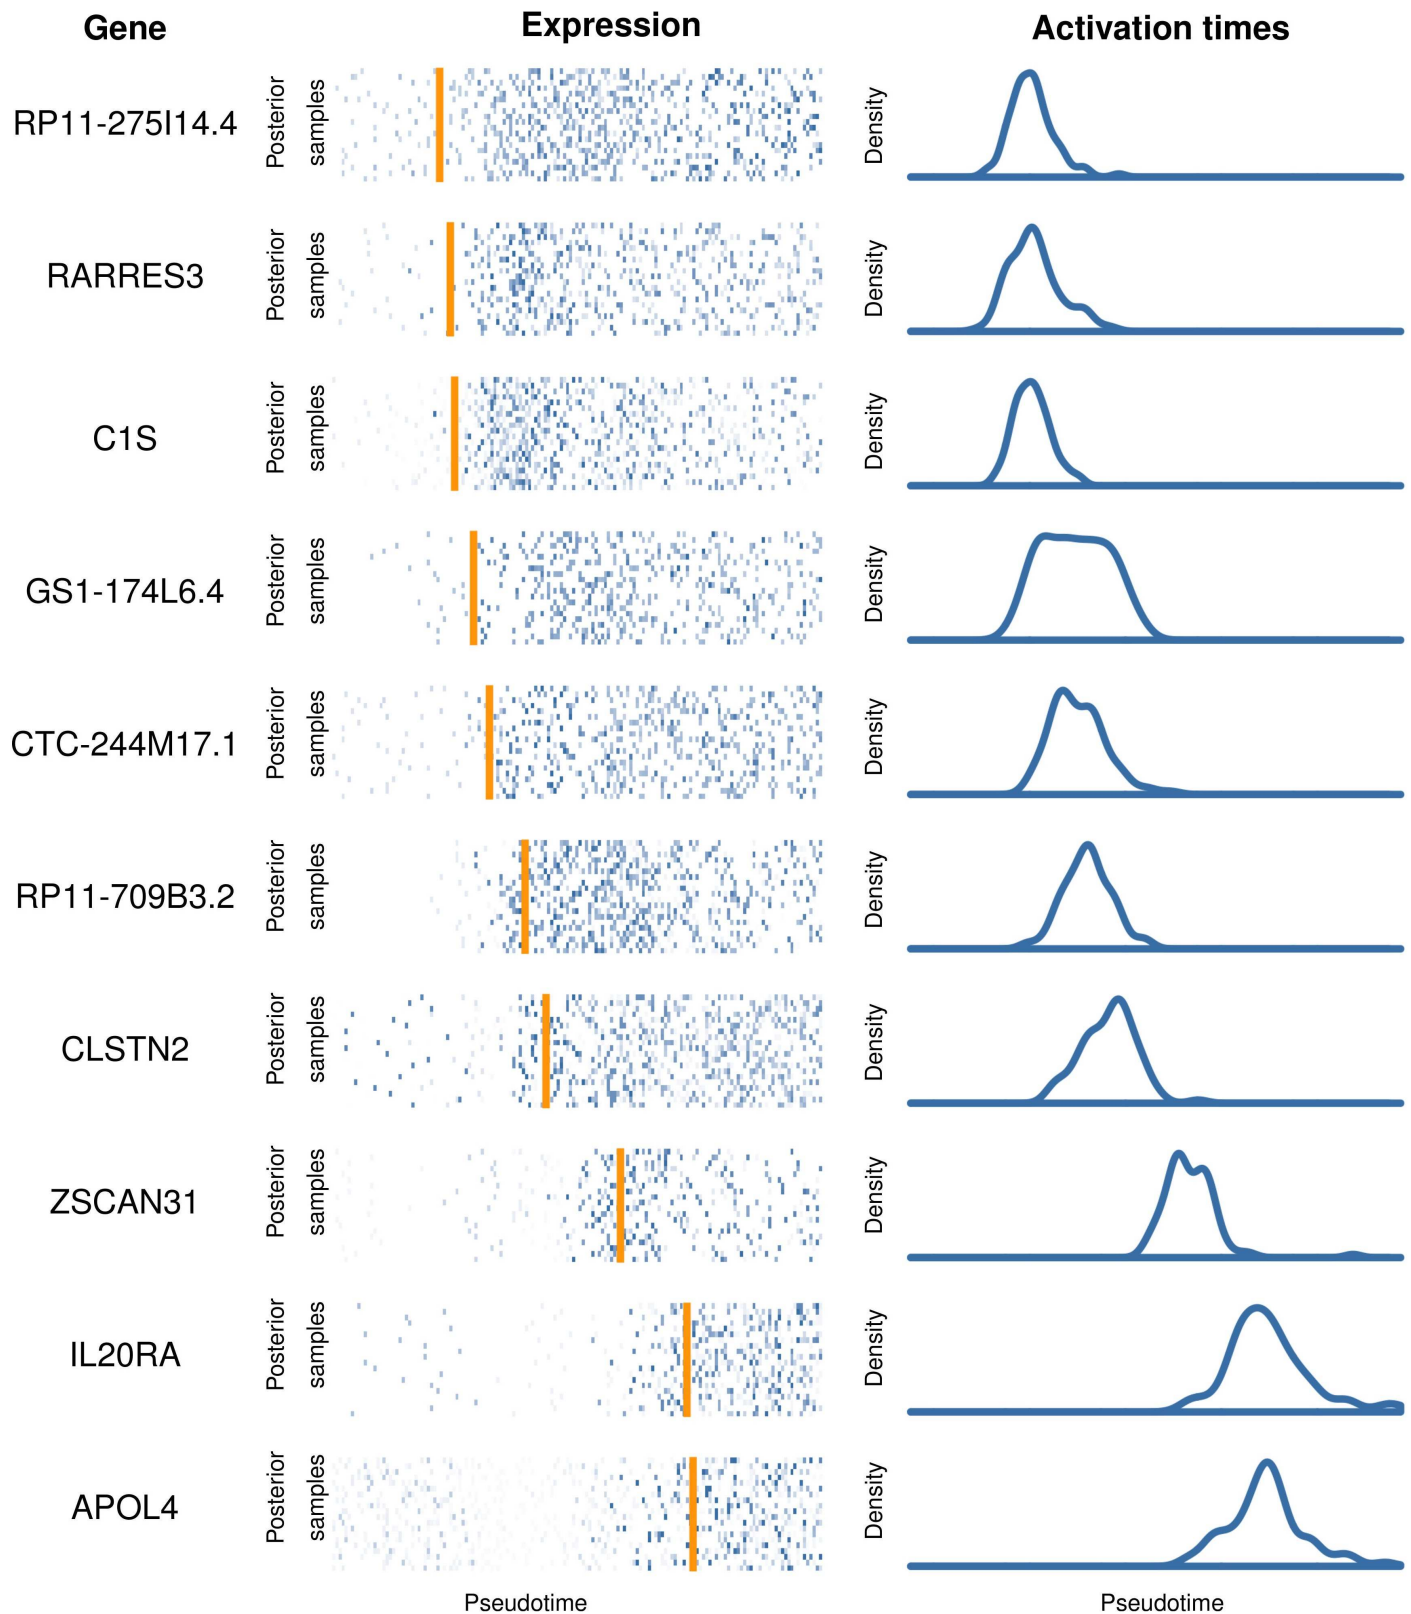 Gene Expression Activation times
RP11-275I14.4 Posterior samples Density
RARRES3 Posterior samples Density
C1S Posterior samples Density
GS1-174L6.4 Posterior samples Density
CTC-244M17.1 Posterior samples Density
RP11-709B3.2 Posterior samples Density
CLSTN2 Posterior samples Density
ZSCAN31 Posterior samples Density
IL20RA Posterior samples Density
APOL4 Posterior samples Density
Pseudotime Pseudotime